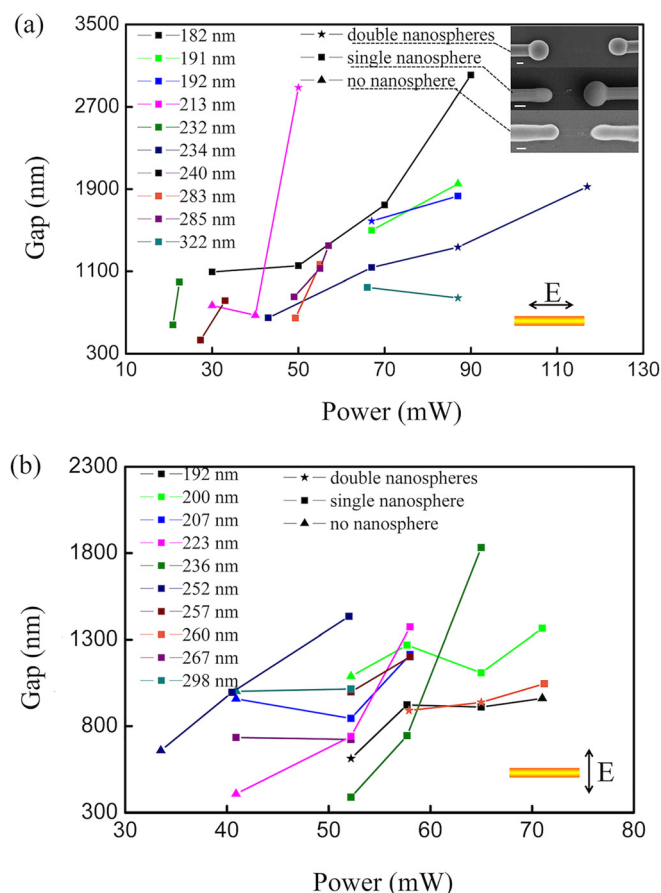 (a)
182 nm
191 nm
192 nm
213 nm
232 nm
234 nm
240 nm
283 nm
285 nm
322 nm
double nanospheres
single nanosphere
no nanosphere
2700
1900
1100
300
Gap (nm)
E
10 30 50 70 90 110 130
Power (mW)
(b)
192 nm
200 nm
207 nm
223 nm
236 nm
252 nm
257 nm
260 nm
267 nm
298 nm
double nanospheres
single nanosphere
no nanosphere
2300
1800
1300
800
300
Gap (nm)
E
30 40 50 60 70 80
Power (mW)